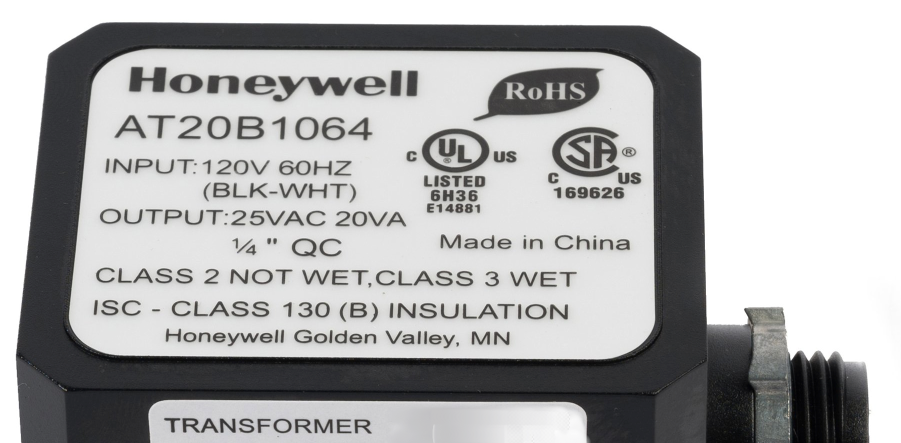 Honeywell
RoHS
AT20B1064
INPUT:120V 60HZ
(BLK-WHT)
OUTPUT:25VAC 20VA
¼ " QC
C UL US
LISTED
6H36
E14881
SA ®
C US
169626
Made in China
CLASS 2 NOT WET,CLASS 3 WET
ISC - CLASS 130 (B) INSULATION
Honeywell Golden Valley, MN
TRANSFORMER